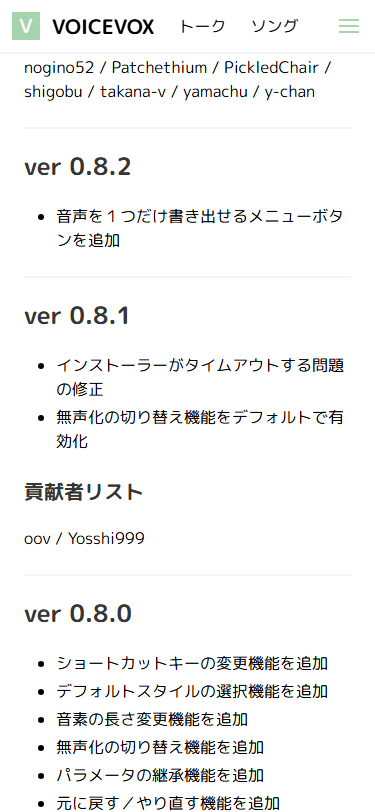 V VOICEVOX トーク ソング
nogino52 / Patchethium / PickledChair /
shigobu / takana-v / yamachu / y-chan
ver 0.8.2
音声を１つだけ書き出せるメニューボタ
ンを追加
ver 0.8.1
インストーラーがタイムアウトする問題
の修正
無声化の切り替え機能をデフォルトで有
効化
貢献者リスト
oov / Yosshi999
ver 0.8.0
ショートカットキーの変更機能を追加
デフォルトスタイルの選択機能を追加
音素の長さ変更機能を追加
無声化の切り替え機能を追加
パラメータの継承機能を追加
元に戻す／やり直す機能を追加